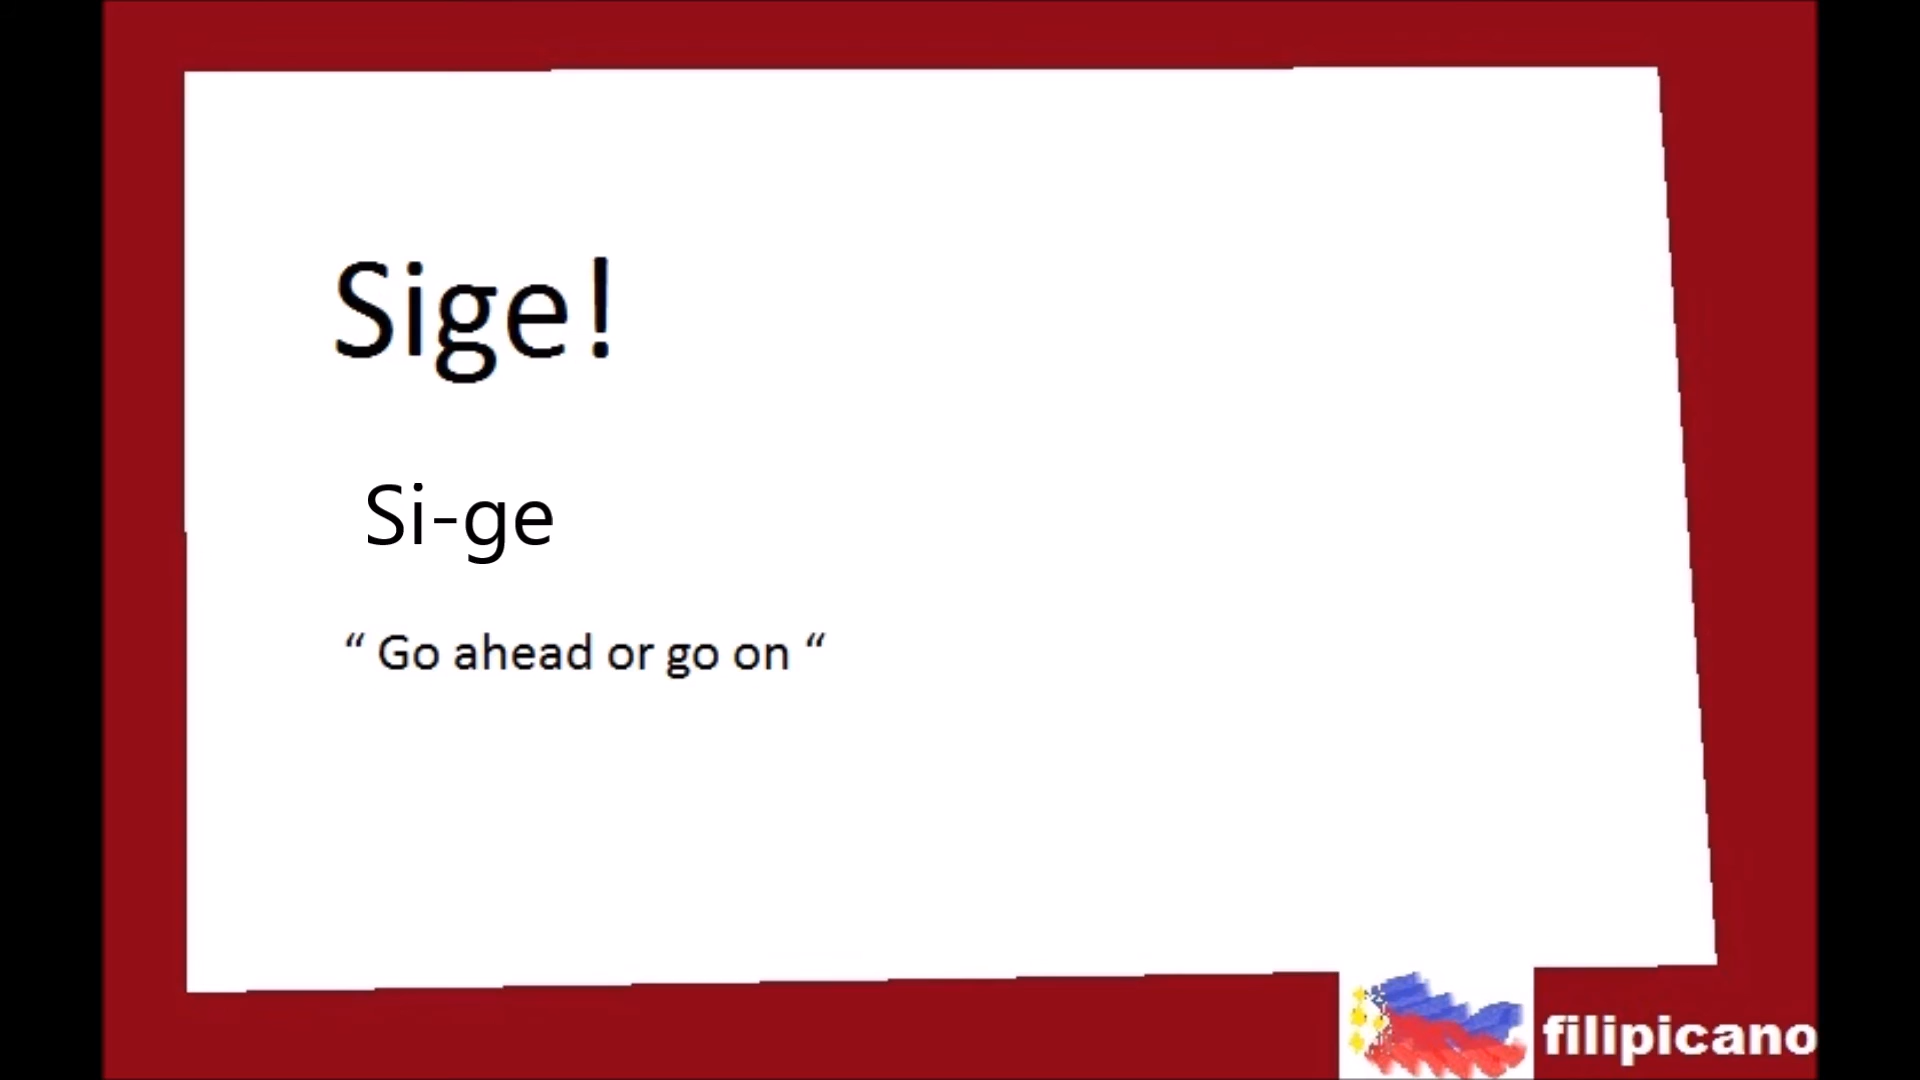 Sige!
Si-ge
“ Go ahead or go on “
filipicano